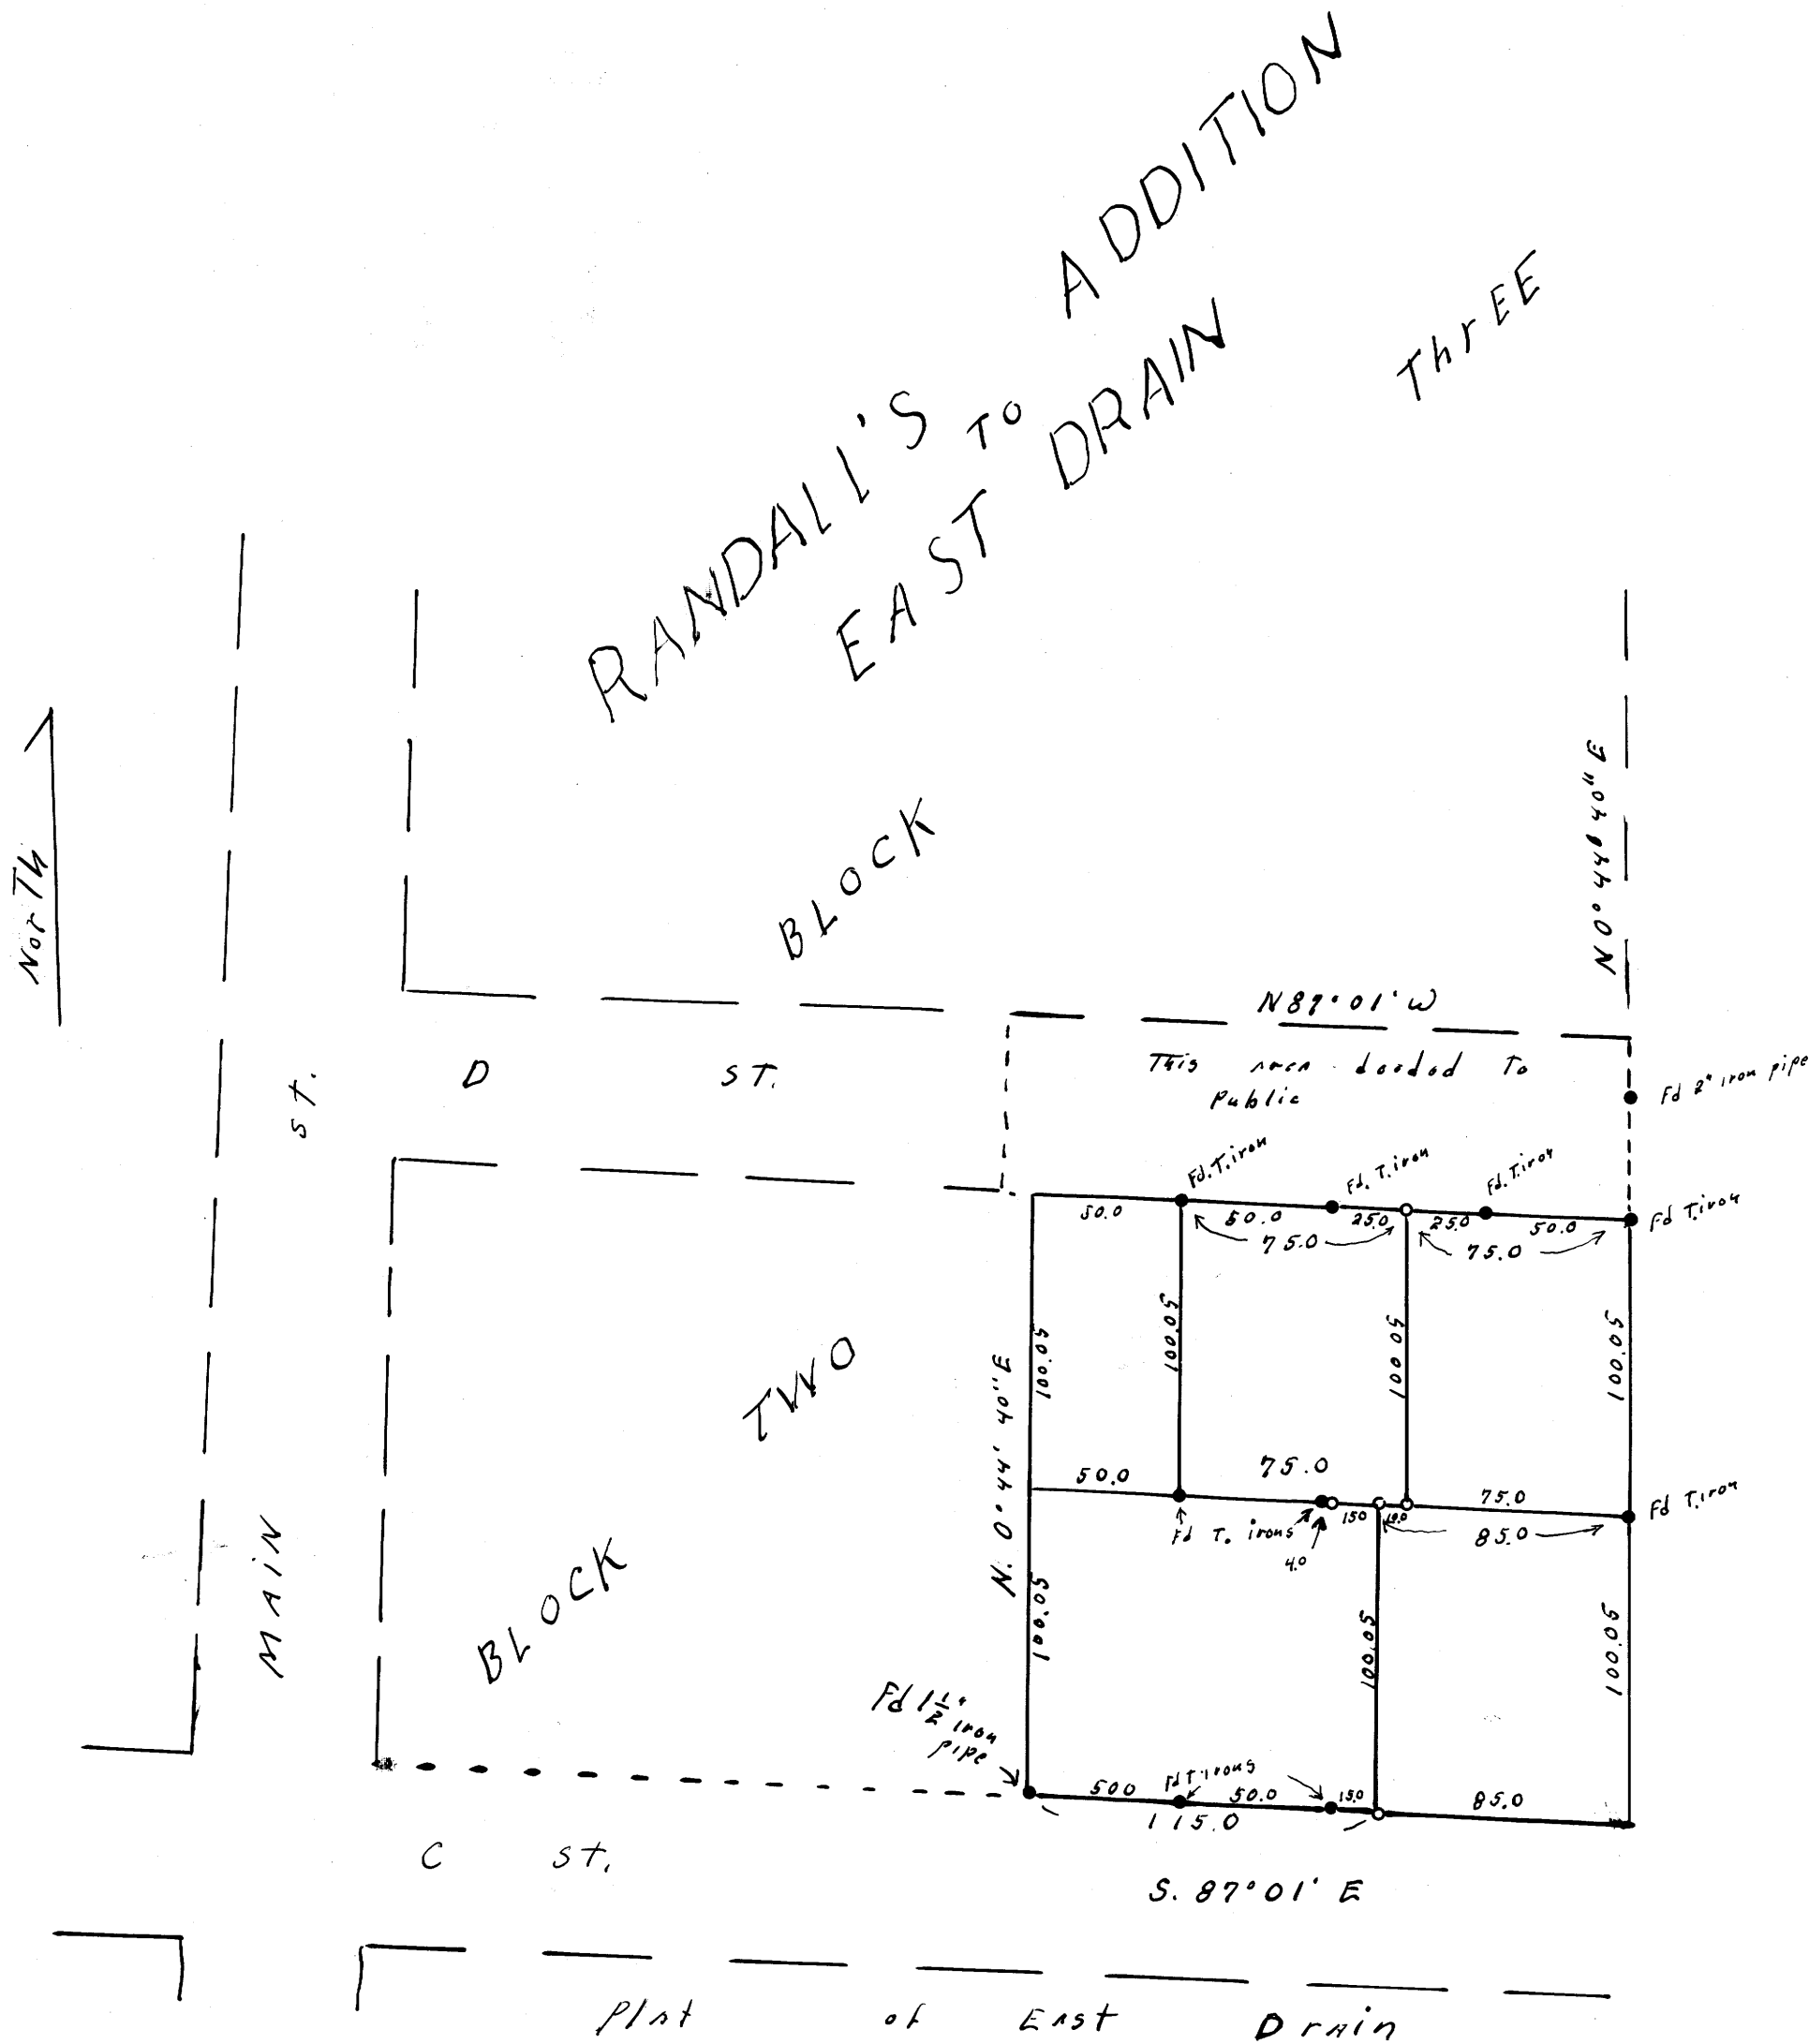 RANDALL'S ADDITION
TO
EAST DRAIN
BLOCK ThrEE
NorTh
N 0° 44' 40" E
N 87° 01' W
D ST.
This area deeded To
Public
Fd 2" iron pipe
Fd. T. iron
Fd. T. iron
Fd. T. iron
Fd T. iron
50.0 50.0 25.0 25.0 50.0
75.0 75.0
100.05 100.05 100.05 100.05
BLOCK TWO
N. 0° 44' 40" E
MAIN ST.
50.0 75.0 75.0
Fd T. iron
Fd T. irons
4.0
15.0 10.0
85.0
100.05 100.05 100.05
Fd 1 1/2" iron
pipe
Fd T irons
50.0 50.0 15.0 85.0
115.0
C ST.
S. 87° 01' E
Plat of East Drain